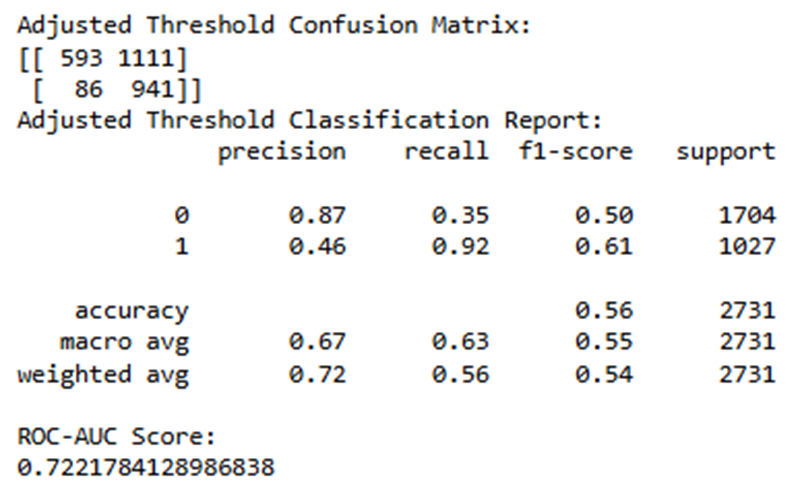 Adjusted Threshold Confusion Matrix:
[[ 593 1111]
 [  86  941]]
Adjusted Threshold Classification Report:
              precision    recall  f1-score   support

           0       0.87      0.35      0.50      1704
           1       0.46      0.92      0.61      1027

    accuracy                           0.56      2731
   macro avg       0.67      0.63      0.55      2731
weighted avg       0.72      0.56      0.54      2731

ROC-AUC Score:
0.7221784128986838